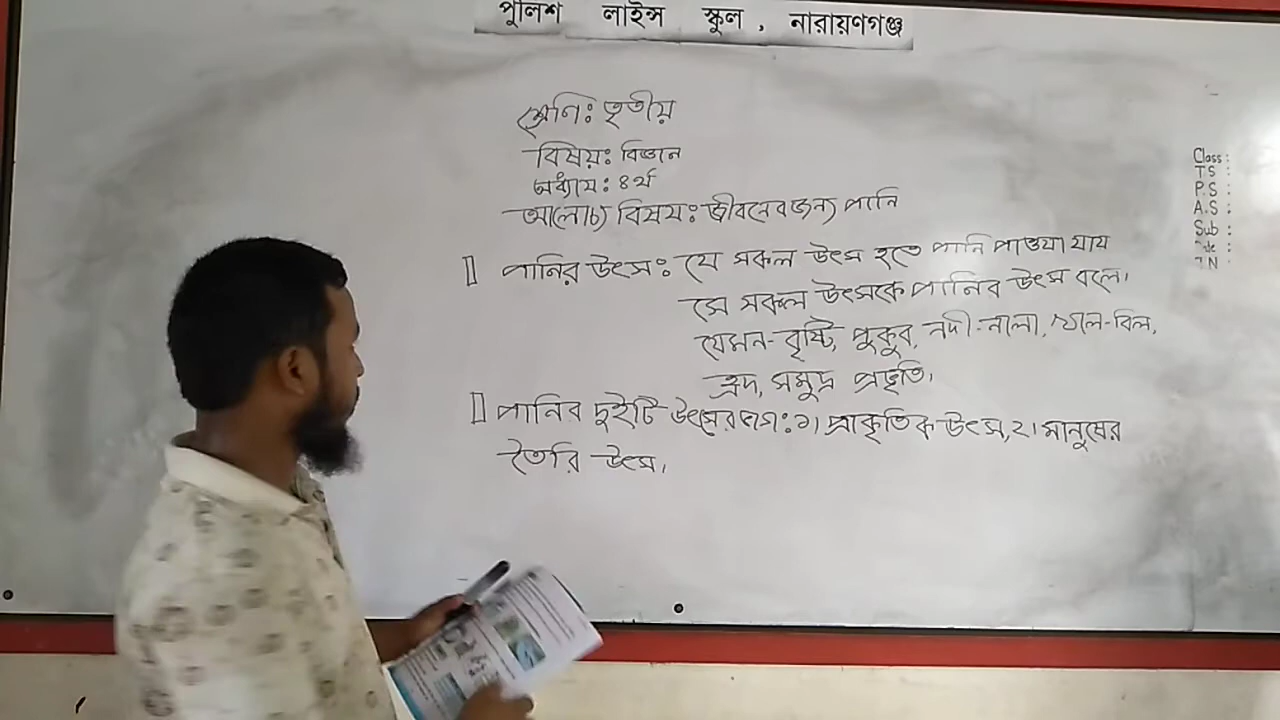 পুলিশ লাইন্স স্কুল, নারায়ণগঞ্জ
শ্রেণি: তৃতীয়
বিষয়: বিজ্ঞান
অধ্যায়: ৪র্থ
আলোচ্য বিষয়: জীবনের জন্য পানি
পানির উৎস: যে সকল উৎস হতে পানি পাওয়া যায়
সে সকল উৎসকে পানির উৎস বলে।
যেমন- বৃষ্টি, পুকুর, নদী-নালা, খাল-বিল,
হ্রদ, সমুদ্র প্রভৃতি।
পানির দুইটি উৎসের ভাগ: ১। প্রাকৃতিক উৎস, ২। মানুষের
তৈরি উৎস।
Class :
T.S :
P.S :
A.S :
Sub :